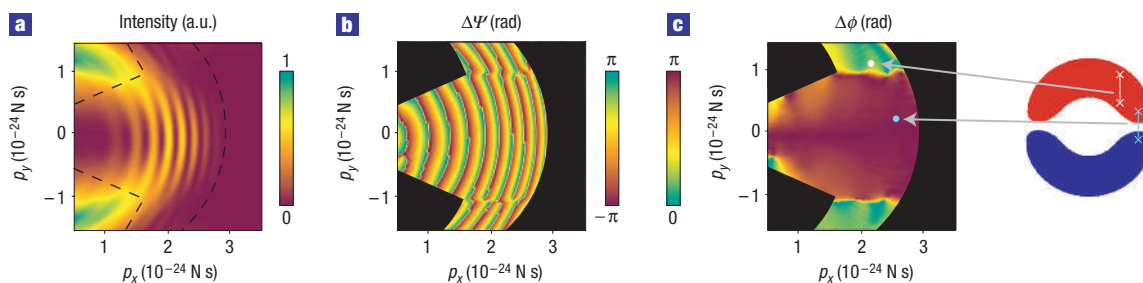 a
Intensity (a.u.)
1
0
−1
1
2
3
p_y (10^−24 N s)
p_x (10^−24 N s)
1
0
b
ΔΨ (rad)
1
0
−1
1
2
3
p_y (10^−24 N s)
p_x (10^−24 N s)
π
−π
c
Δϕ (rad)
π
0
1
0
−1
1
2
3
p_y (10^−24 N s)
p_x (10^−24 N s)